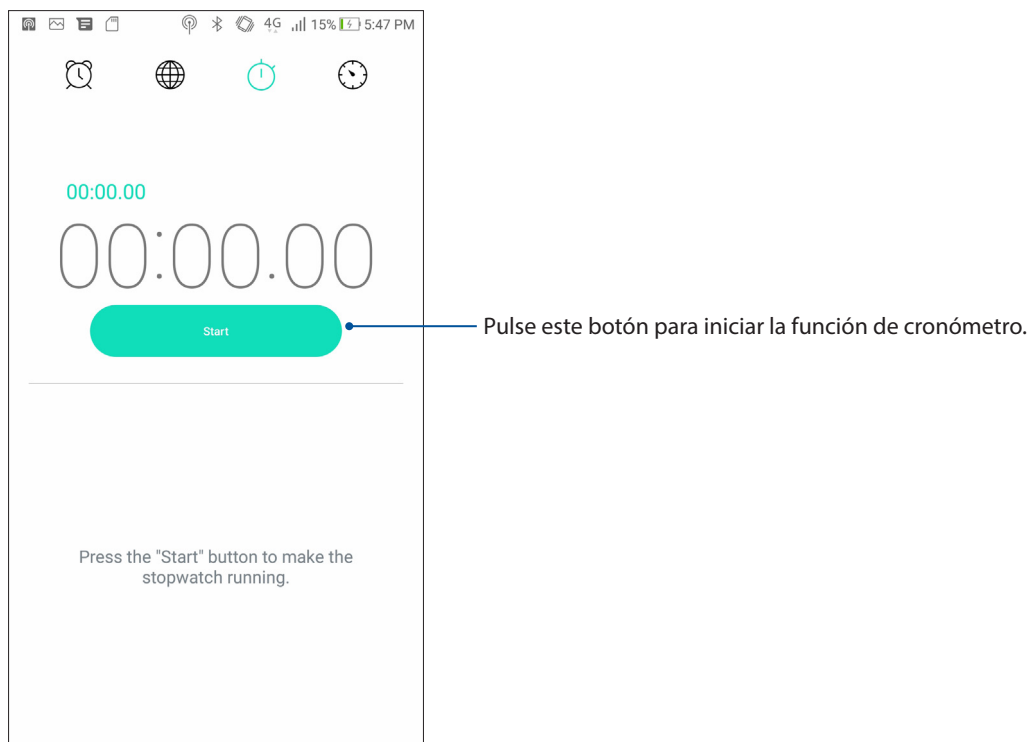 4G 15% 5:47 PM
00:00.00
00:00.00
Start
Pulse este botón para iniciar la función de cronómetro.
Press the "Start" button to make the
stopwatch running.